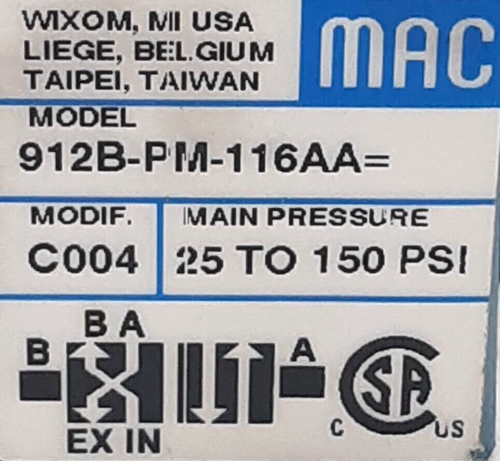 WIXOM, MI USA
LIEGE, BELGIUM
TAIPEI, TAIWAN
MAC
MODEL
912B-PM-116AA=
MODIF.
C004
MAIN PRESSURE
25 TO 150 PSI
B A
B
A
EX IN
C SA US